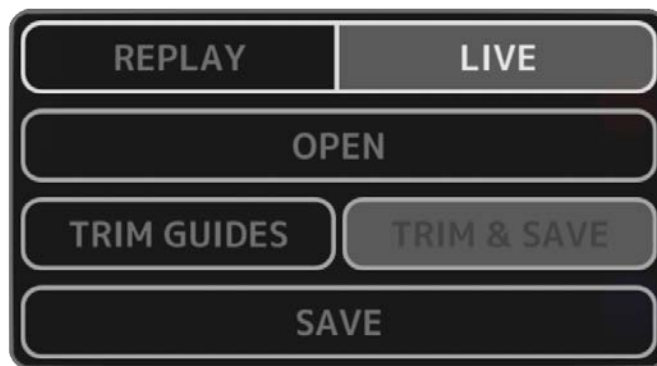 REPLAY LIVE
OPEN
TRIM GUIDES TRIM & SAVE
SAVE